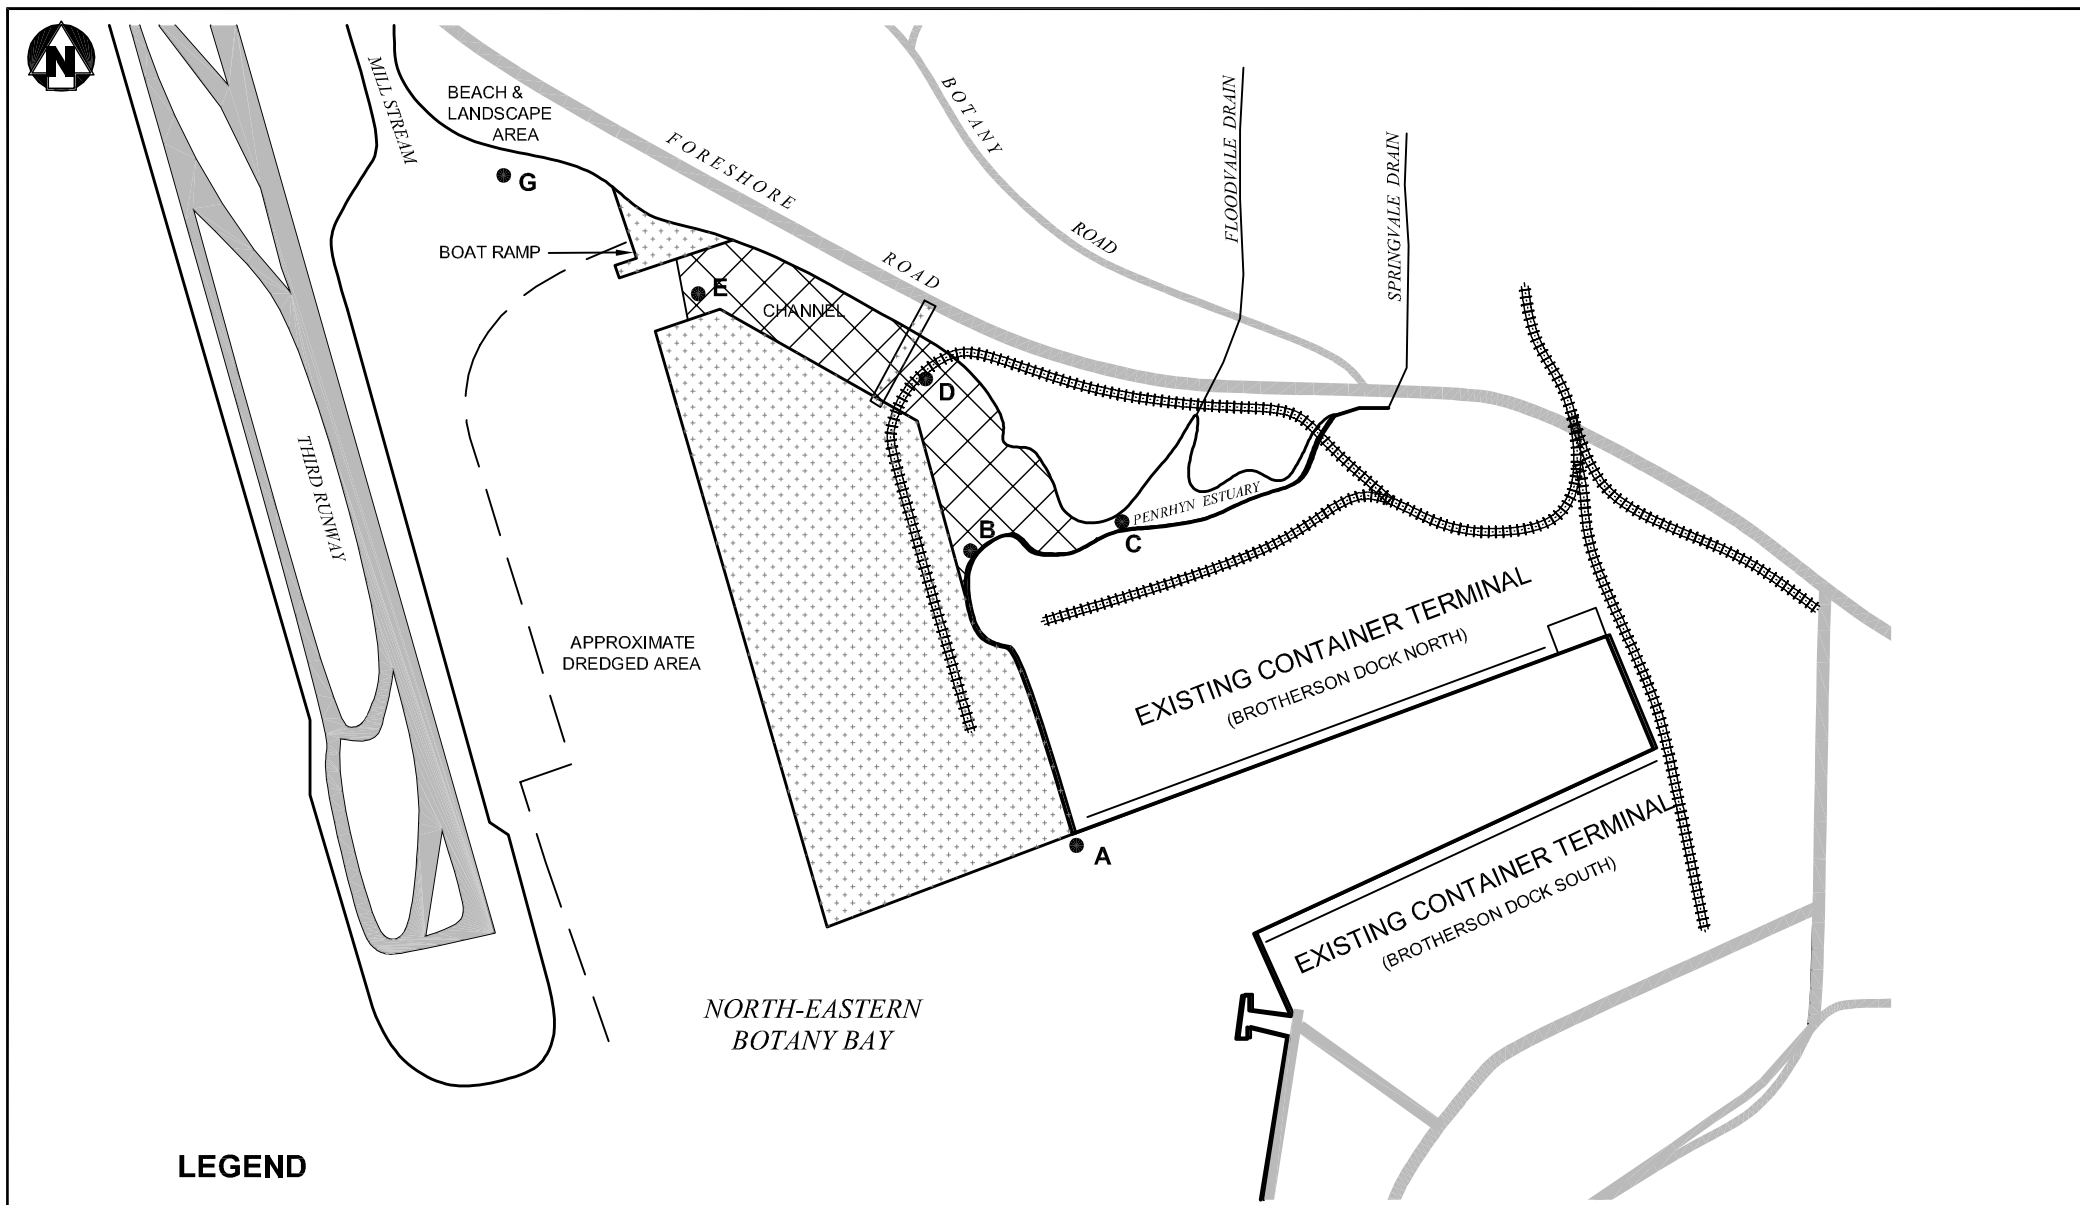 N
MILL STREAM
BEACH &
LANDSCAPE
AREA
G
BOAT RAMP
FORESHORE
ROAD
BOTANY
ROAD
FLOODVALE DRAIN
SPRINGVALE DRAIN
E
CHANNEL
D
THIRD RUNWAY
B
C
PENRHYN ESTUARY
APPROXIMATE
DREDGED AREA
EXISTING CONTAINER TERMINAL
(BROTHERSON DOCK NORTH)
A
EXISTING CONTAINER TERMINAL
(BROTHERSON DOCK SOUTH)
NORTH-EASTERN
BOTANY BAY
LEGEND